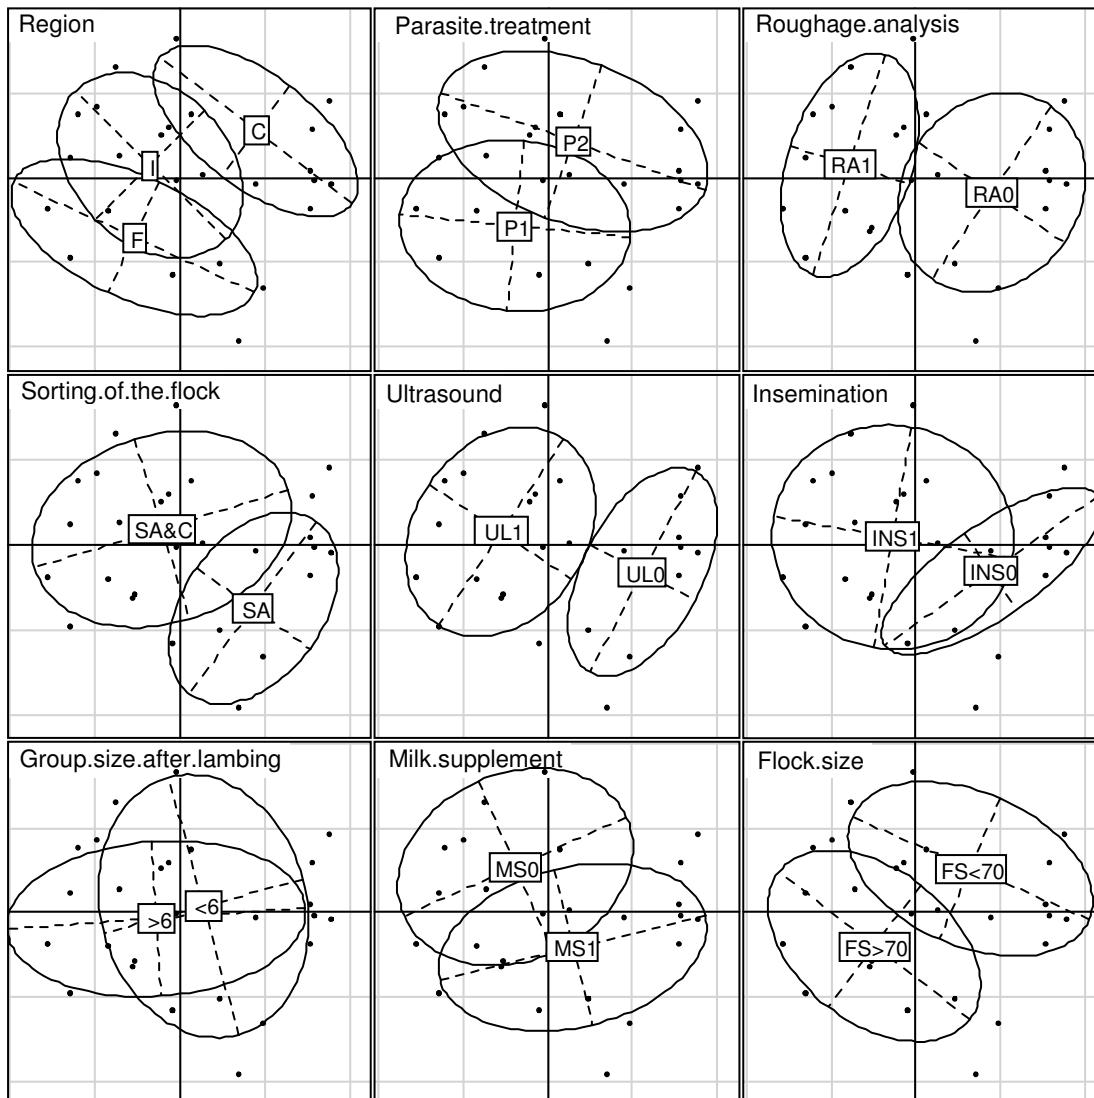 Region
C
I
F
Parasite.treatment
P2
P1
Roughage.analysis
RA1
RA0
Sorting.of.the.flock
SA&C
SA
Ultrasound
UL1
UL0
Insemination
INS1
INS0
Group.size.after.lambing
<6
>6
Milk.supplement
MS0
MS1
Flock.size
FS<70
FS>70